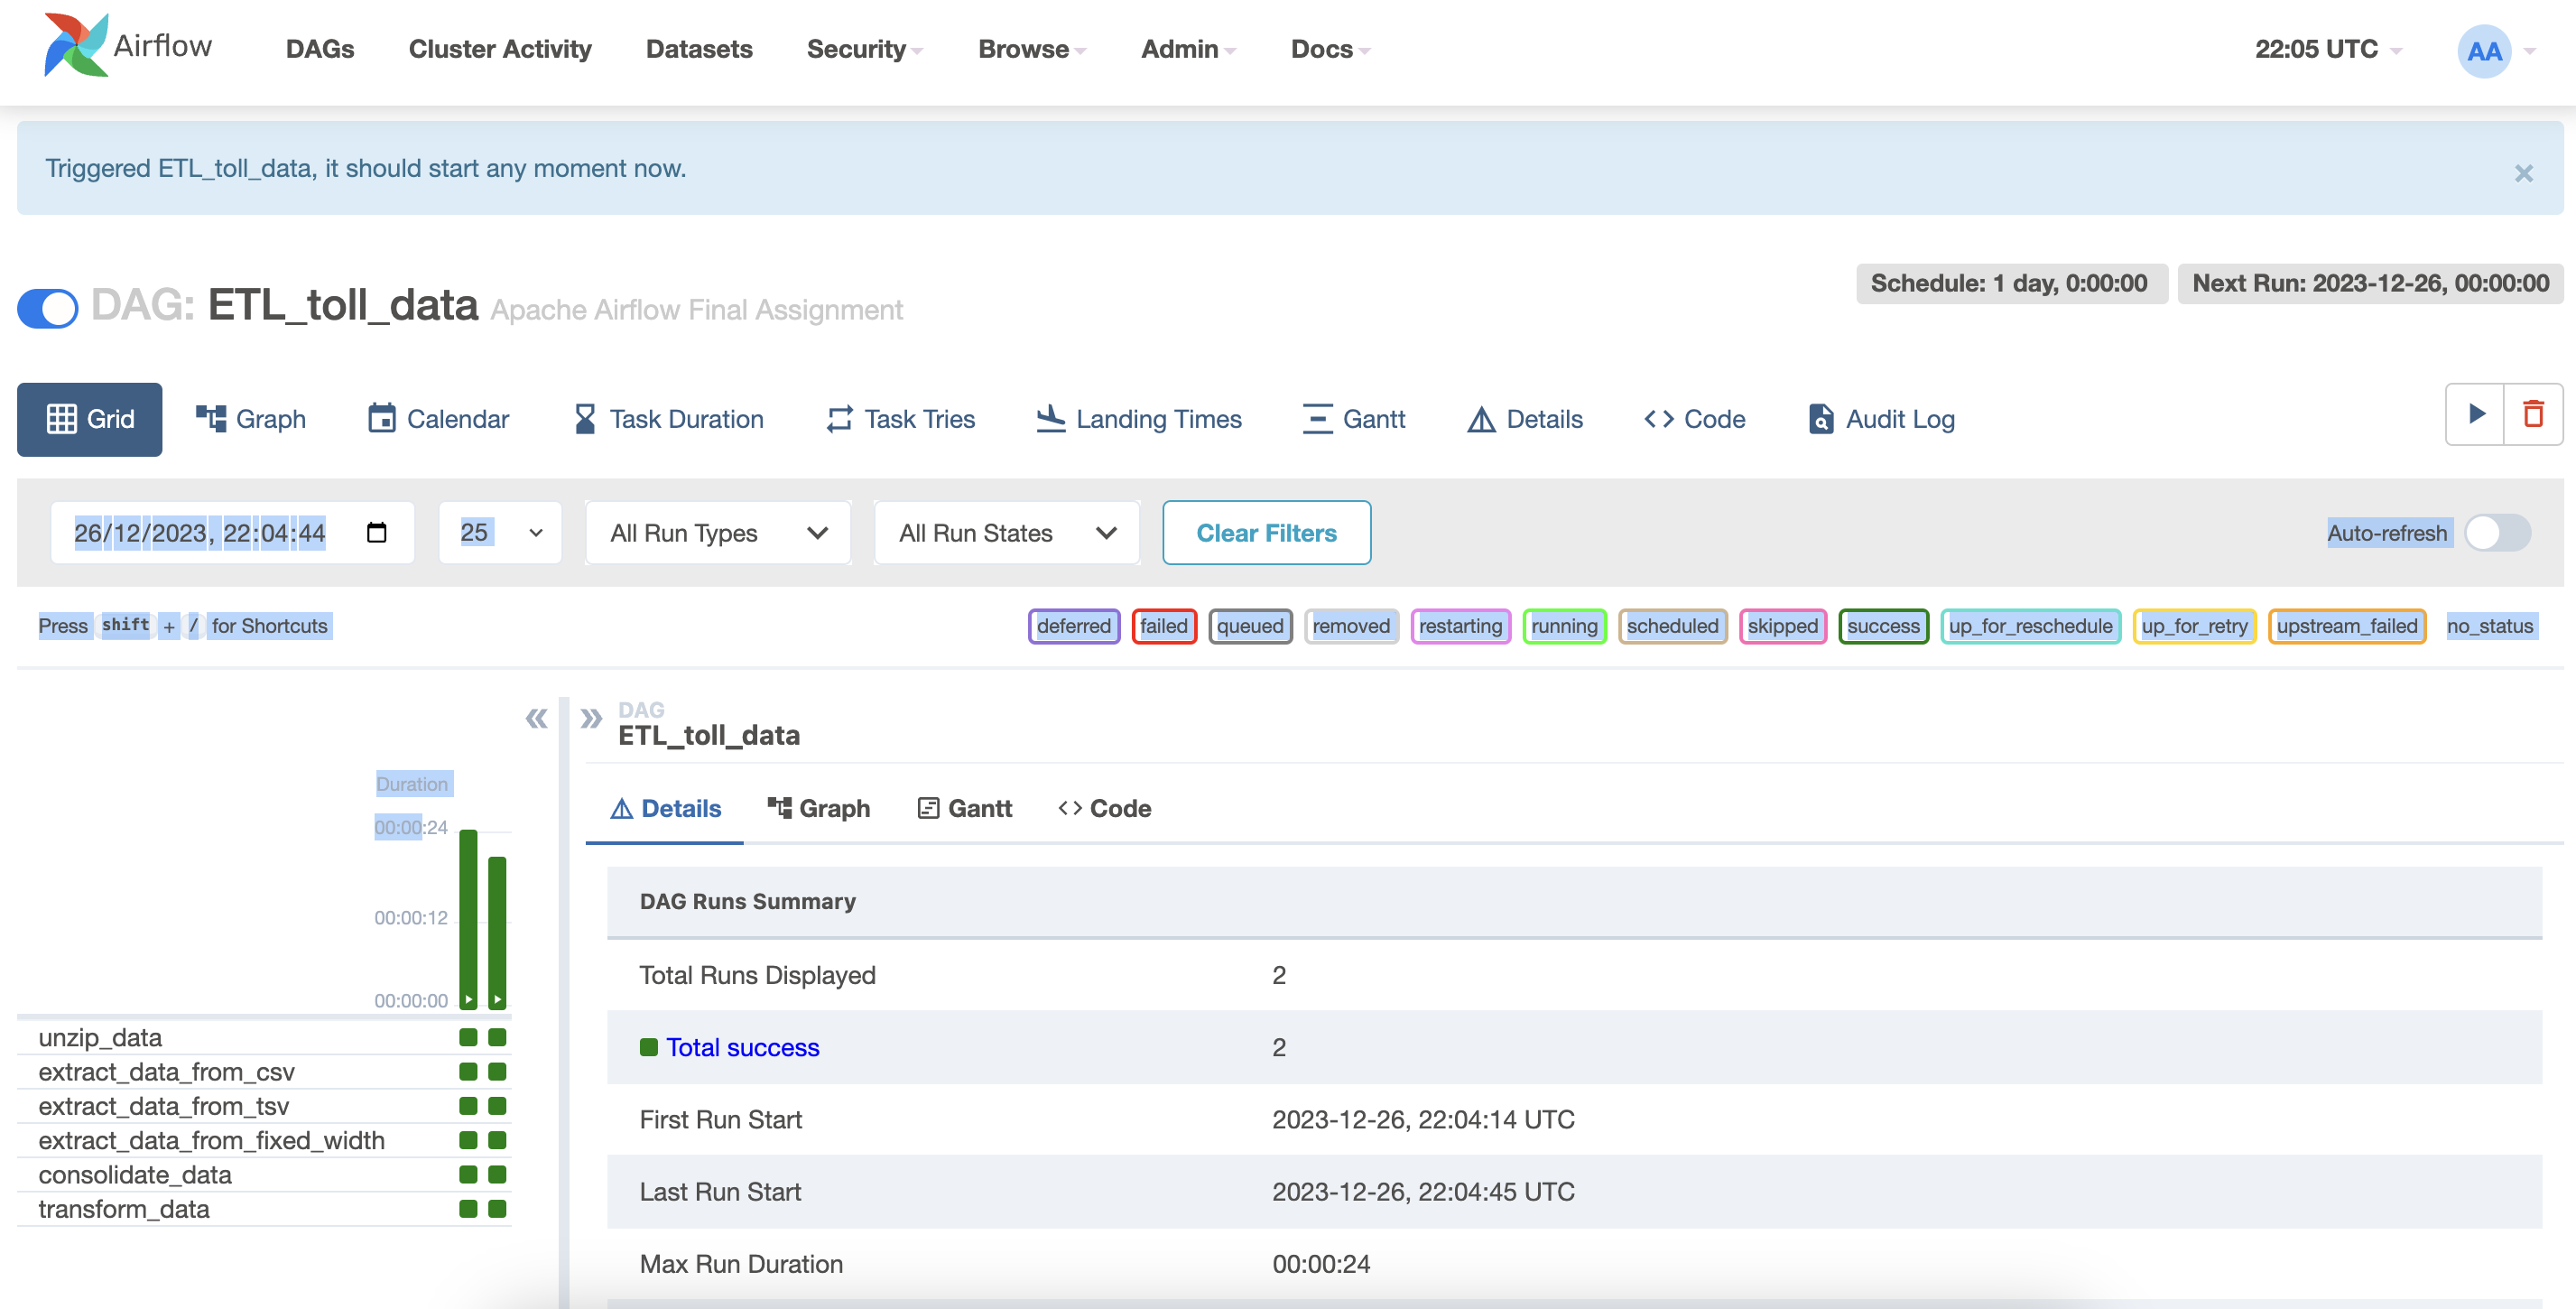 Airflow DAGs Cluster Activity Datasets Security Browse Admin Docs 22:05 UTC AA
Triggered ETL_toll_data, it should start any moment now. ×
Schedule: 1 day, 0:00:00 Next Run: 2023-12-26, 00:00:00
DAG: ETL_toll_data Apache Airflow Final Assignment
Grid Graph Calendar Task Duration Task Tries Landing Times Gantt Details Code Audit Log
26/12/2023, 22:04:44 25 All Run Types All Run States Clear Filters Auto-refresh
Press shift + / for Shortcuts deferred failed queued removed restarting running scheduled skipped success up_for_reschedule up_for_retry upstream_failed no_status
Duration
00:00:24
00:00:12
00:00:00
unzip_data
extract_data_from_csv
extract_data_from_tsv
extract_data_from_fixed_width
consolidate_data
transform_data
DAG
ETL_toll_data
Details Graph Gantt Code
DAG Runs Summary
Total Runs Displayed 2
Total success 2
First Run Start 2023-12-26, 22:04:14 UTC
Last Run Start 2023-12-26, 22:04:45 UTC
Max Run Duration 00:00:24